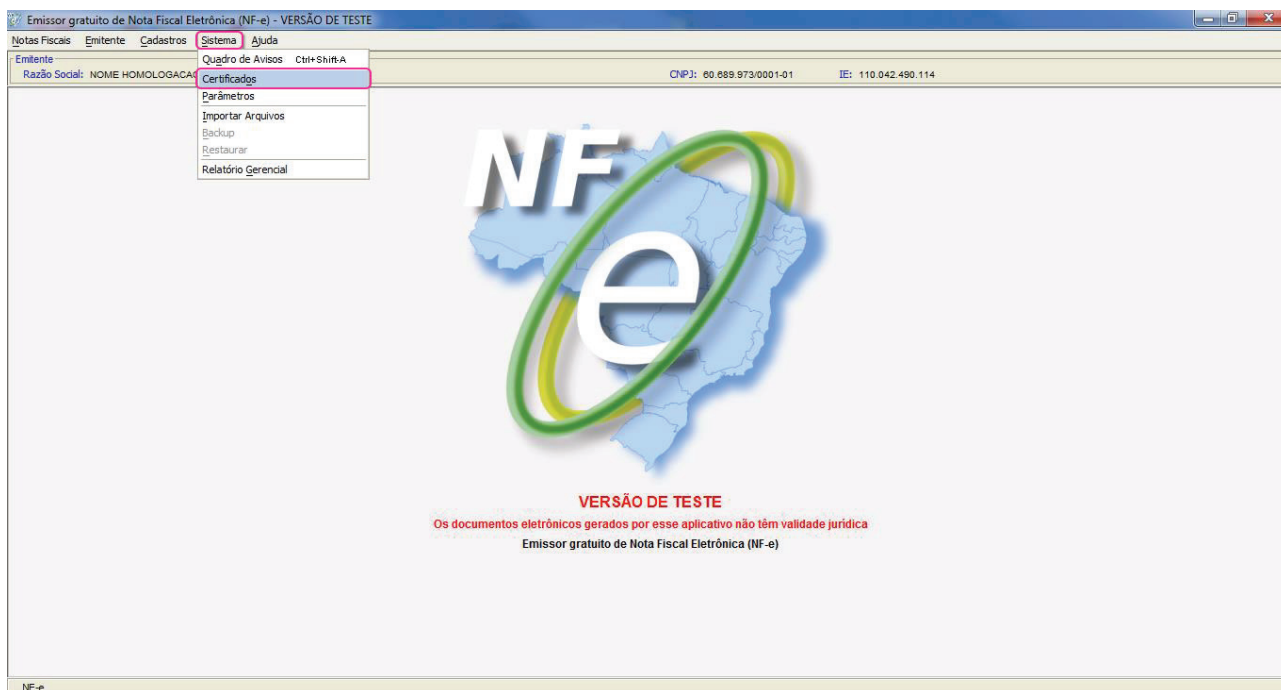 Emissor gratuito de Nota Fiscal Eletrônica (NF-e) - VERSÃO DE TESTE
Notas Fiscais Emitente Cadastros Sistema Ajuda
Emitente
Razão Social: NOME HOMOLOGACAO CNPJ: 60.689.973/0001-01 IE: 110.042.490.114
Quadro de Avisos Ctrl+Shift-A
Certificados
Parâmetros
Importar Arquivos
Backup
Restaurar
Relatório Gerencial
NF
e
VERSÃO DE TESTE
Os documentos eletrônicos gerados por esse aplicativo não têm validade jurídica
Emissor gratuito de Nota Fiscal Eletrônica (NF-e)
NF-e